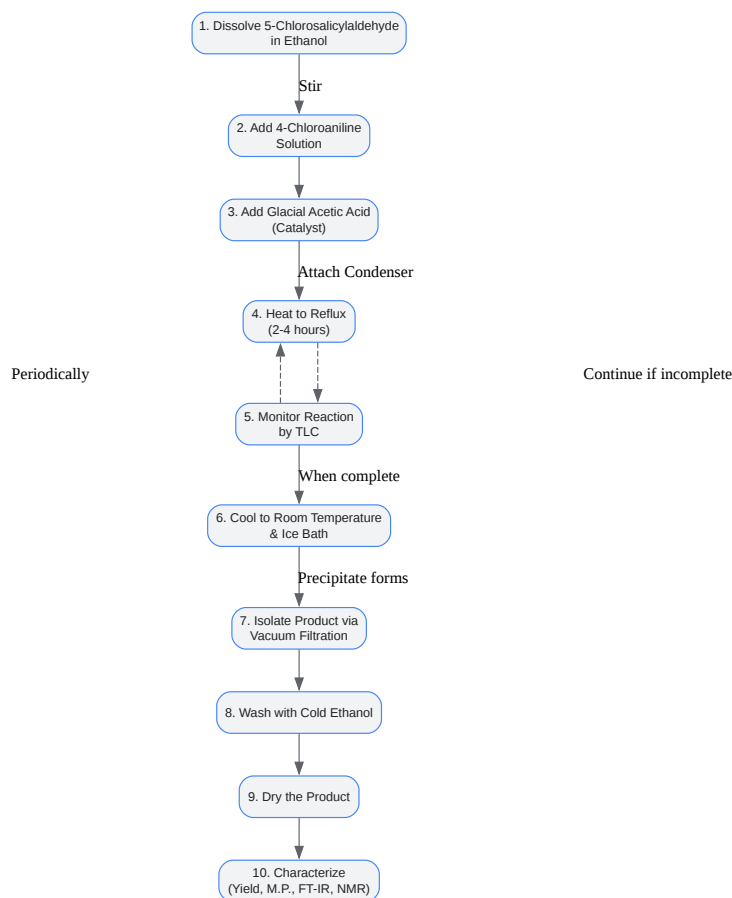 1. Dissolve 5-Chlorosalicylaldehyde
in Ethanol
Stir
2. Add 4-Chloroaniline
Solution
3. Add Glacial Acetic Acid
(Catalyst)
Attach Condenser
4. Heat to Reflux
(2-4 hours)
Periodically
Continue if incomplete
5. Monitor Reaction
by TLC
When complete
6. Cool to Room Temperature
& Ice Bath
Precipitate forms
7. Isolate Product via
Vacuum Filtration
8. Wash with Cold Ethanol
9. Dry the Product
10. Characterize
(Yield, M.P., FT-IR, NMR)